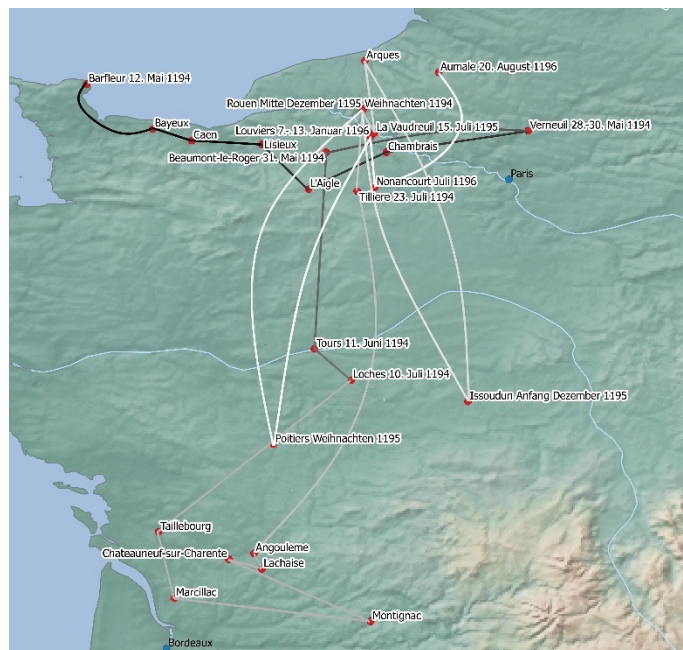 Arques
Aumale 20. August 1196
Barfleur 12. Mai 1194
Rouen Mitte Dezember 1195 Weihnachten 1194
Bayeux
Louviers 7.-.13. Januar 1196
La Vaudreuil 15. Juli 1195
Verneuil 28.-30. Mai 1194
Caen
Lisieux
Beaumont-le-Roger 31. Mai 1194
Chambrais
Paris
L'Aigle
Nonancourt Juli 1196
Tilliere 23. Juli 1194
Tours 11. Juni 1194
Loches 10. Juli 1194
Issoudun Anfang Dezember 1195
Poitiers Weihnachten 1195
Taillebourg
Chateauneuf-sur-Charente
Angouleme
Lachaise
Marcillac
Montignac
Bordeaux